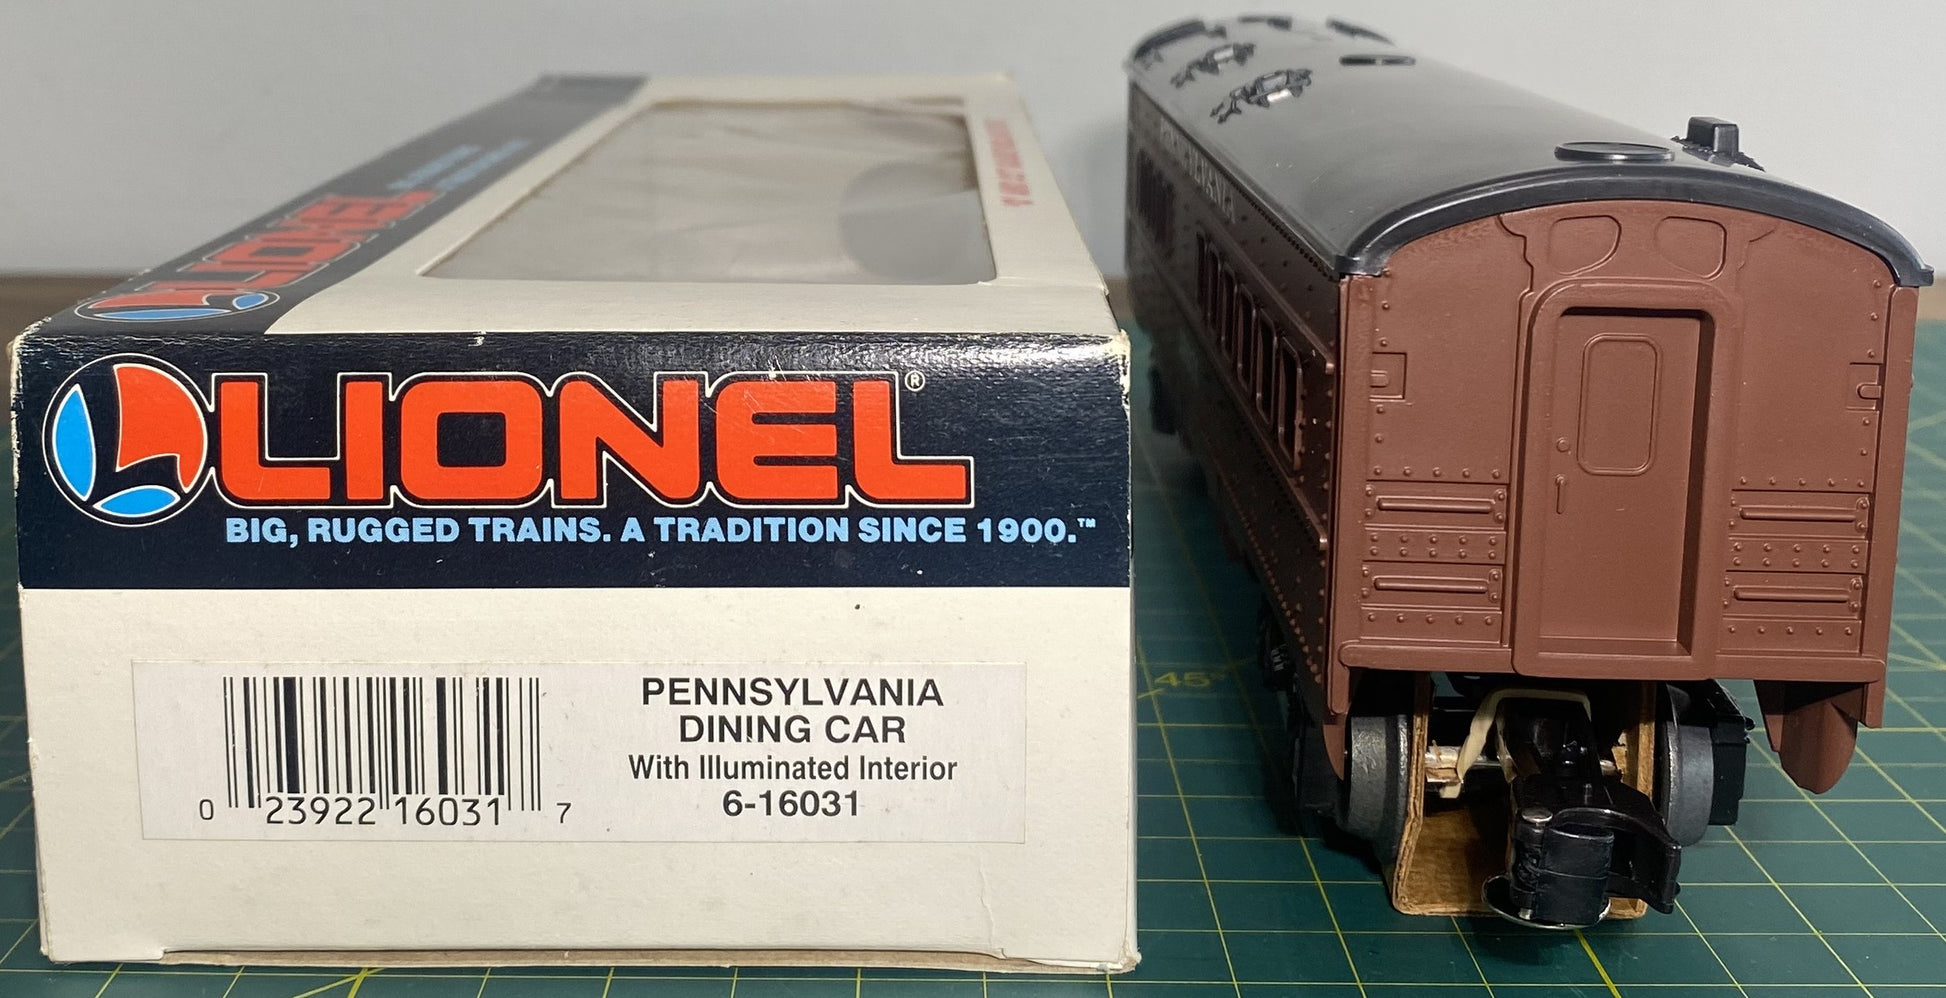 LIONEL
LIONEL®
BIG, RUGGED TRAINS. A TRADITION SINCE 1900.™
PENNSYLVANIA
DINING CAR
With Illuminated Interior
6-16031
0 23922 16031 7
45°